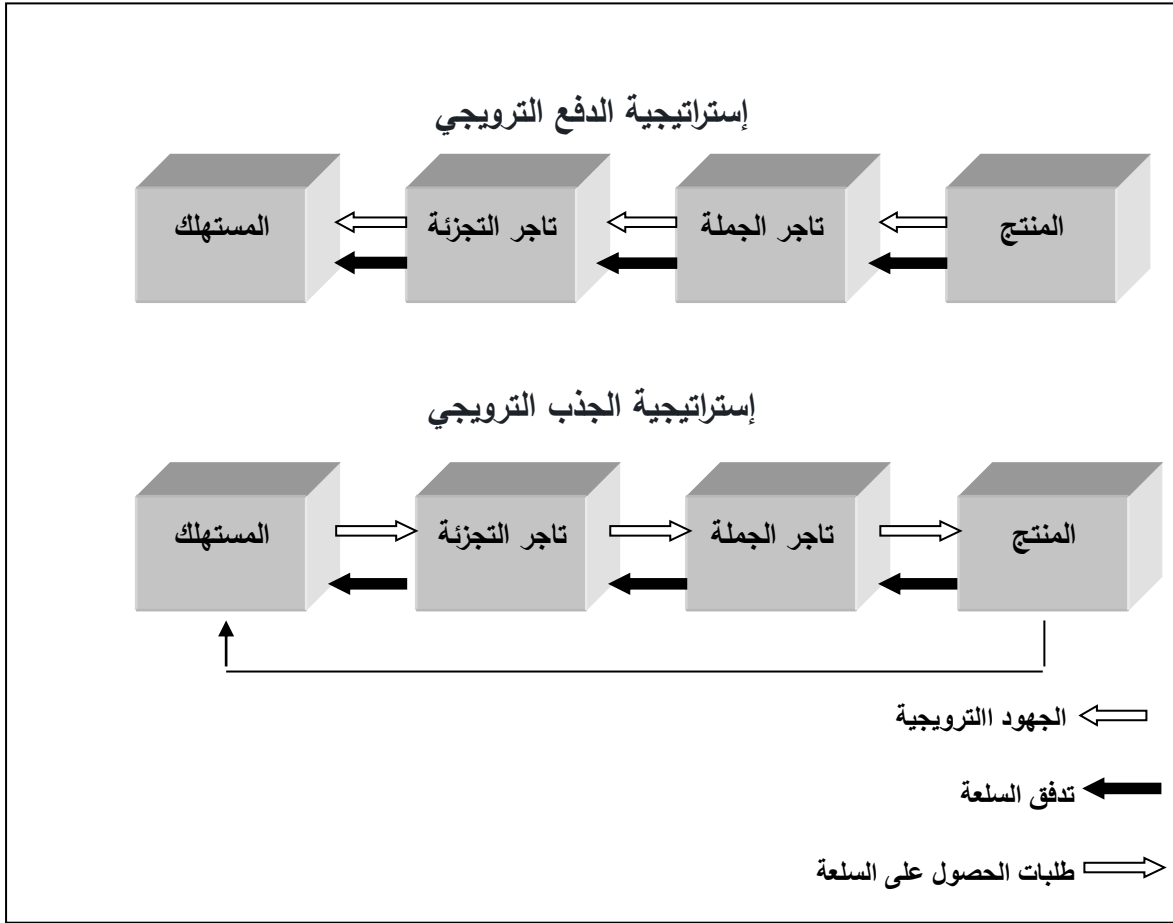 إستراتيجية الدفع الترويجي
المنتج تاجر الجملة تاجر التجزئة المستهلك
إستراتيجية الجذب الترويجي
المنتج تاجر الجملة تاجر التجزئة المستهلك
الجهود االترويجية
تدفق السلعة
طلبات الحصول على السلعة